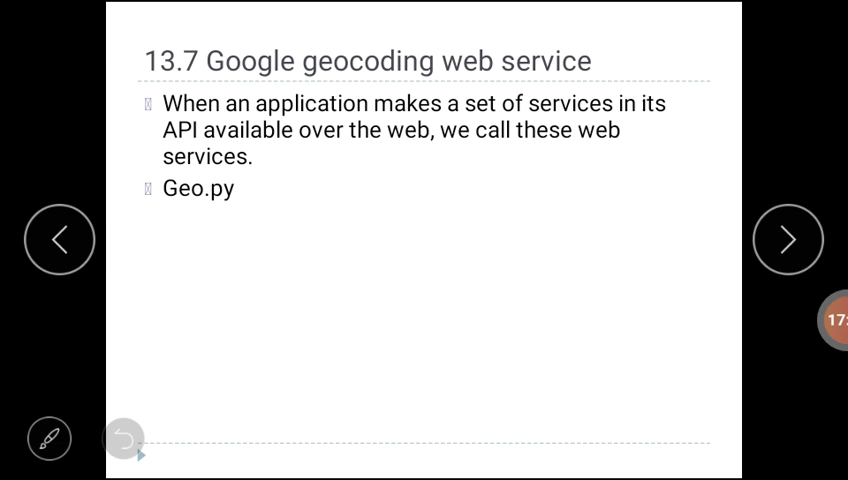 13.7 Google geocoding web service
When an application makes a set of services in its
API available over the web, we call these web
services.
Geo.py
17: